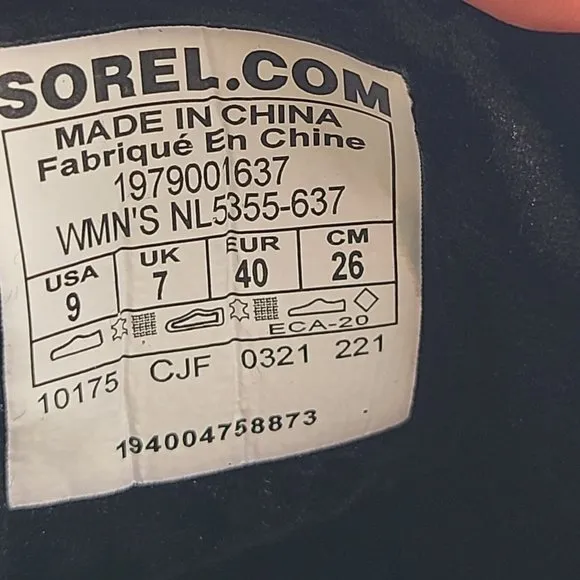 SOREL.COM
MADE IN CHINA
Fabriqué En Chine
1979001637
WMN'S NL5355-637
USA UK EUR CM
9 7 40 26
ECA-20
10175 CJF 0321 221
194004758873